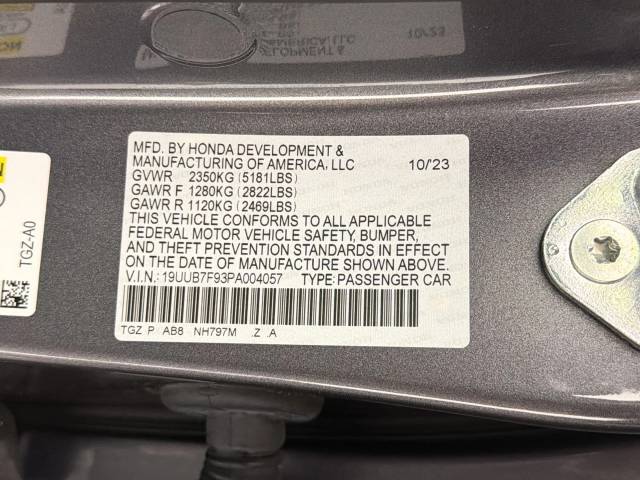 10/23
MFD. BY HONDA DEVELOPMENT &
MANUFACTURING OF AMERICA, LLC 10/23
GVWR 2350KG (5181LBS)
GAWR F 1280KG (2822LBS)
GAWR R 1120KG (2469LBS)
THIS VEHICLE CONFORMS TO ALL APPLICABLE
FEDERAL MOTOR VEHICLE SAFETY, BUMPER,
AND THEFT PREVENTION STANDARDS IN EFFECT
ON THE DATE OF MANUFACTURE SHOWN ABOVE.
V.I.N.: 19UUB7F93PA004057 TYPE: PASSENGER CAR
TGZ P AB8 NH797M .Z .A
TGZ-A0